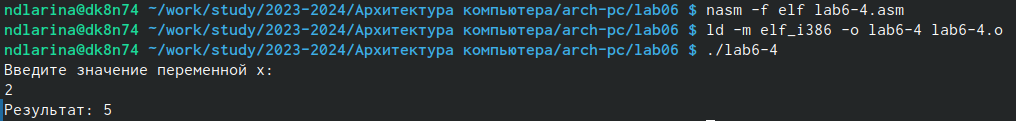 ndlarina@dk8n74 ~/work/study/2023-2024/Архитектура компьютера/arch-pc/lab06 $ nasm -f elf lab6-4.asm
ndlarina@dk8n74 ~/work/study/2023-2024/Архитектура компьютера/arch-pc/lab06 $ ld -m elf_i386 -o lab6-4 lab6-4.o
ndlarina@dk8n74 ~/work/study/2023-2024/Архитектура компьютера/arch-pc/lab06 $ ./lab6-4
Введите значение переменной x:
2
Результат: 5